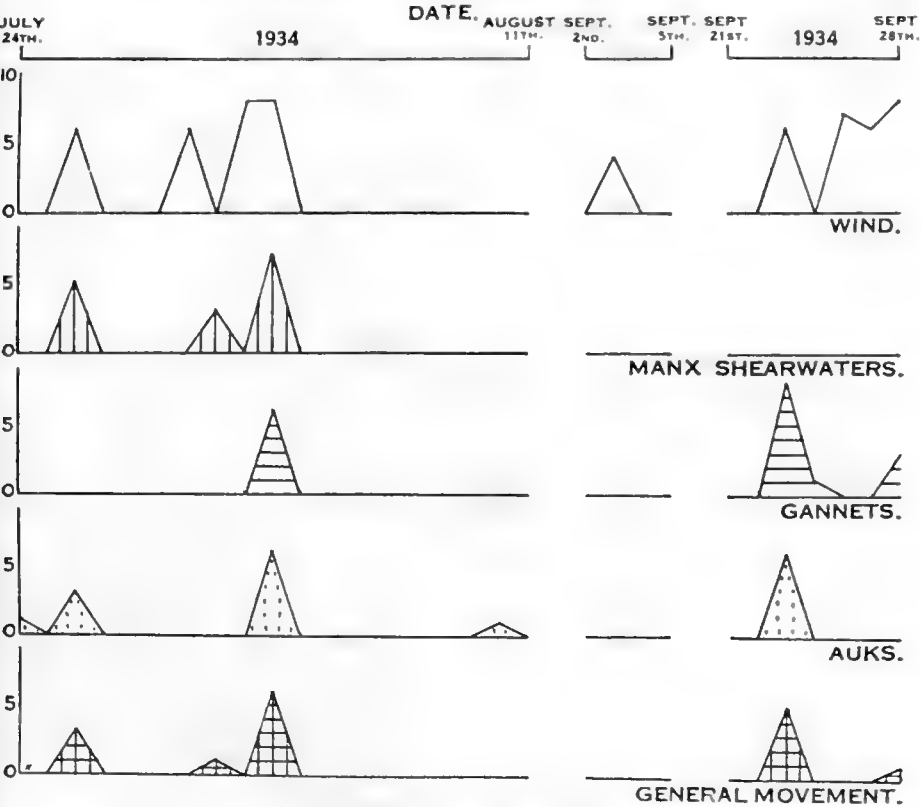 DATE.
JULY 24TH. 1934 AUGUST 11TH. SEPT. 2ND. SEPT. 5TH. SEPT 21ST. 1934 SEPT 28TH.
10
5
0
WIND.
5
0
MANX SHEARWATERS.
5
0
GANNETS.
5
0
AUKS.
5
0
GENERAL MOVEMENT.